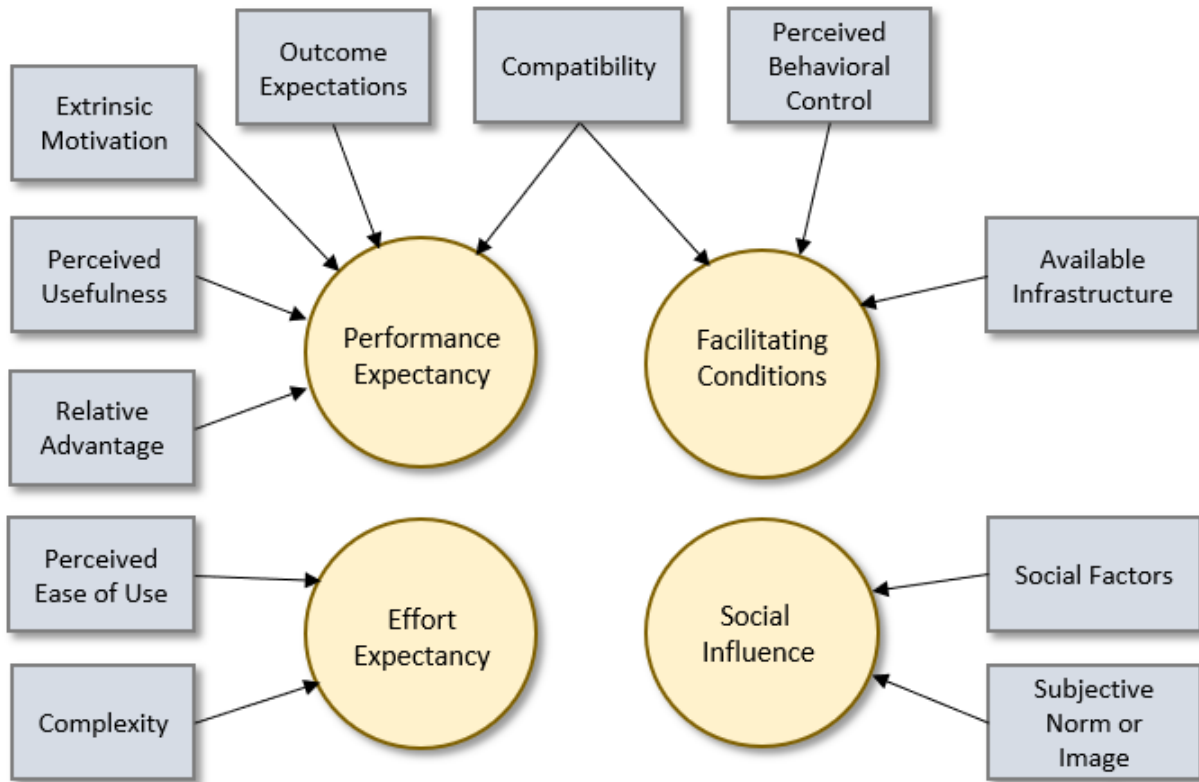 Outcome
Expectations
Compatibility
Perceived
Behavioral
Control
Extrinsic
Motivation
Perceived
Usefulness
Available
Infrastructure
Performance
Expectancy
Facilitating
Conditions
Relative
Advantage
Perceived
Ease of Use
Social Factors
Effort
Expectancy
Social
Influence
Complexity
Subjective
Norm or
Image